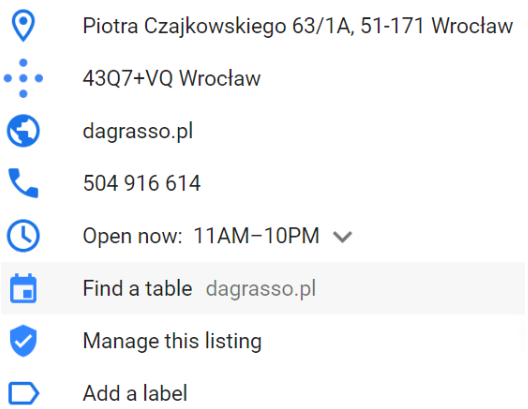 Piotra Czajkowskiego 63/1A, 51-171 Wrocław
43Q7+VQ Wrocław
dagrasso.pl
504 916 614
Open now: 11AM–10PM
Find a table dagrasso.pl
Manage this listing
Add a label